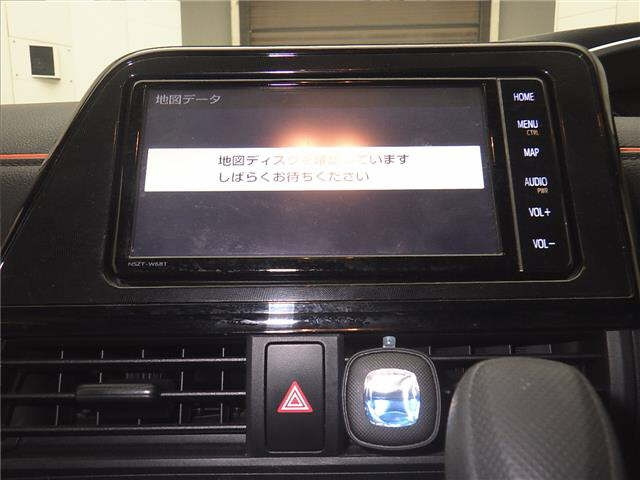 地図データ
地図ディスクを確認しています
しばらくお待ちください
HOME
MENU
CTRL
MAP
AUDIO
PWR
VOL+
VOL-
NSZT-W68T